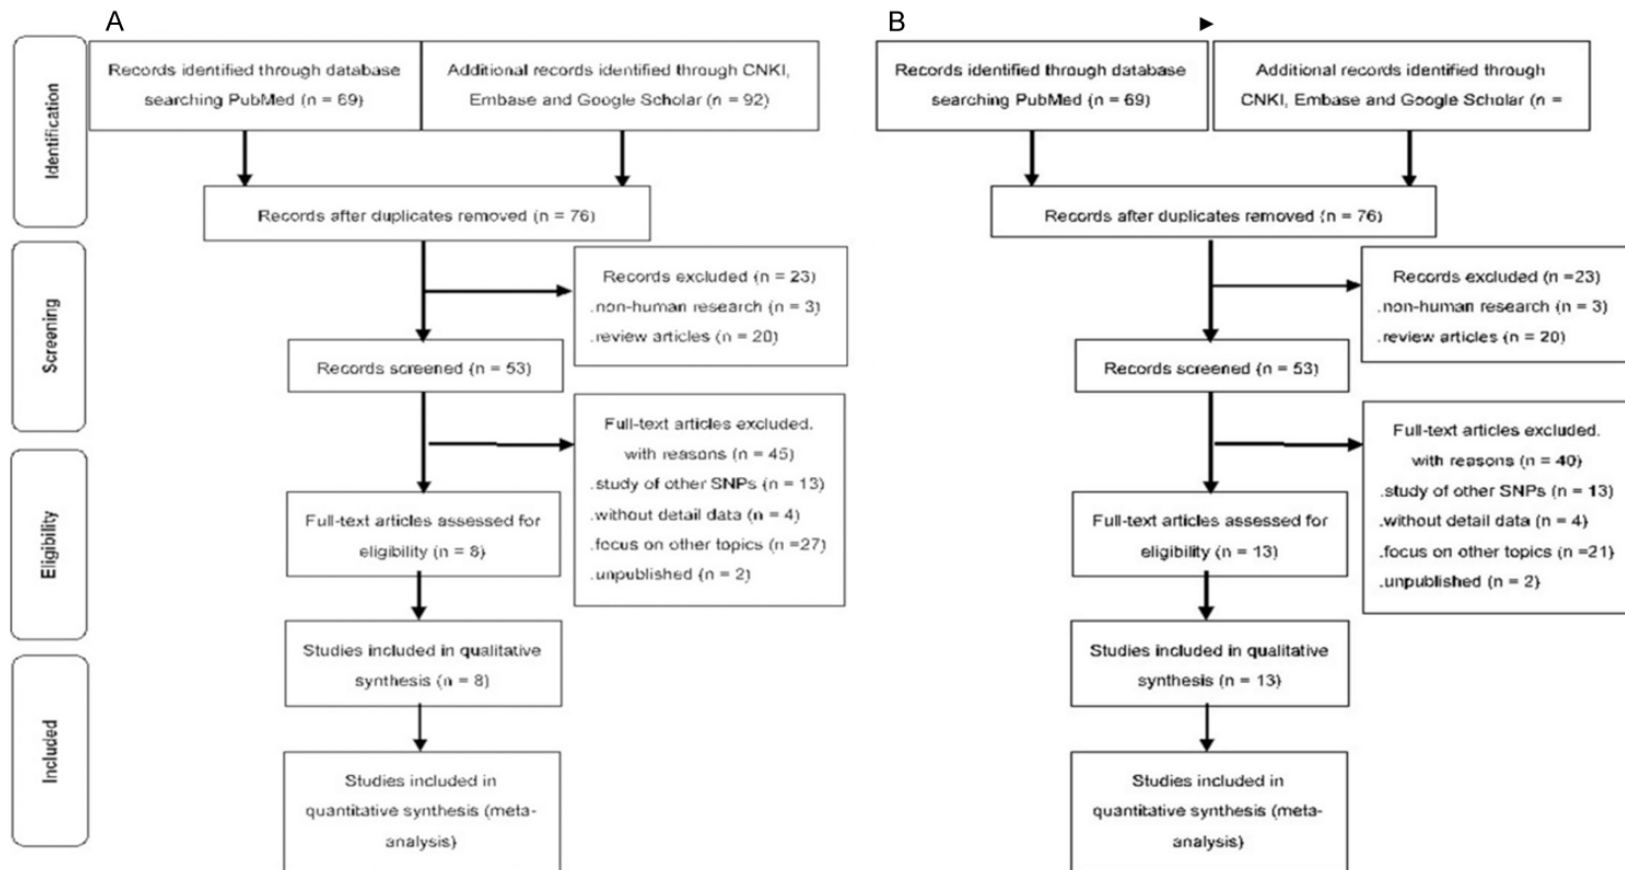 A
Records identified through database
searching PubMed (n = 69)
Additional records identified through CNKI,
Embase and Google Scholar (n = 92)
Records after duplicates removed (n = 76)
Records excluded (n = 23)
.non-human research (n = 3)
.review articles (n = 20)
Records screened (n = 53)
Full-text articles excluded.
with reasons (n = 45)
.study of other SNPs (n = 13)
.without detail data (n = 4)
.focus on other topics (n =27)
.unpublished (n = 2)
Full-text articles assessed for
eligibility (n = 8)
Studies included in qualitative
synthesis (n = 8)
Studies included in
quantitative synthesis (meta-
analysis)
Identification
Screening
Eligibility
Included
B
Records identified through database
searching PubMed (n = 69)
Additional records identified through
CNKI, Embase and Google Scholar (n =
Records after duplicates removed (n = 76)
Records excluded (n =23)
.non-human research (n = 3)
.review articles (n = 20)
Records screened (n = 53)
Full-text articles excluded.
with reasons (n = 40)
.study of other SNPs (n = 13)
.without detail data (n = 4)
.focus on other topics (n =21)
.unpublished (n = 2)
Full-text articles assessed for
eligibility (n = 13)
Studies included in qualitative
synthesis (n = 13)
Studies included in
quantitative synthesis (meta-
analysis)